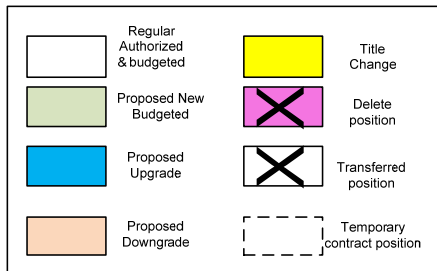 Regular
Authorized
& budgeted
Title
Change
Proposed New
Budgeted
Delete
position
Proposed
Upgrade
Transferred
position
Proposed
Downgrade
Temporary
contract position